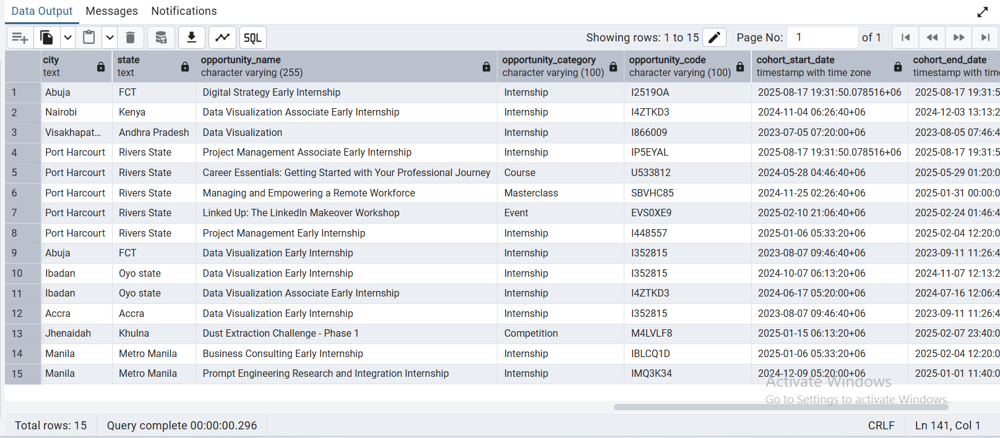 Data Output Messages Notifications
SQL Showing rows: 1 to 15 Page No: 1 of 1
city state opportunity_name opportunity_category opportunity_code cohort_start_date cohort_end_date
text text character varying (255) character varying (100) character varying (100) timestamp with time zone timestamp with time
1 Abuja FCT Digital Strategy Early Internship Internship I2519OA 2025-08-17 19:31:50.078516+06 2025-08-17 19:31:5
2 Nairobi Kenya Data Visualization Associate Early Internship Internship I4ZTKD3 2024-11-04 06:26:40+06 2024-12-03 13:13:2
3 Visakhapat... Andhra Pradesh Data Visualization Internship I866009 2023-07-05 07:20:00+06 2023-08-05 07:46:4
4 Port Harcourt Rivers State Project Management Associate Early Internship Internship IP5EYAL 2025-08-17 19:31:50.078516+06 2025-08-17 19:31:5
5 Port Harcourt Rivers State Career Essentials: Getting Started with Your Professional Journey Course U533812 2024-05-28 04:46:40+06 2025-05-29 01:20:0
6 Port Harcourt Rivers State Managing and Empowering a Remote Workforce Masterclass SBVHC85 2024-11-25 02:26:40+06 2025-01-31 00:00:0
7 Port Harcourt Rivers State Linked Up: The LinkedIn Makeover Workshop Event EVS0XE9 2025-02-10 21:06:40+06 2025-02-24 01:46:4
8 Port Harcourt Rivers State Project Management Early Internship Internship I448557 2025-01-06 05:33:20+06 2025-02-04 12:20:0
9 Abuja FCT Data Visualization Early Internship Internship I352815 2023-08-07 09:46:40+06 2023-09-11 11:26:4
10 Ibadan Oyo state Data Visualization Early Internship Internship I352815 2024-10-07 06:13:20+06 2024-11-07 12:13:2
11 Ibadan Oyo state Data Visualization Associate Early Internship Internship I4ZTKD3 2024-06-17 05:20:00+06 2024-07-16 12:06:4
12 Accra Accra Data Visualization Early Internship Internship I352815 2023-08-07 09:46:40+06 2023-09-11 11:26:4
13 Jhenaidah Khulna Dust Extraction Challenge - Phase 1 Competition M4LVLF8 2025-01-15 06:13:20+06 2025-02-07 23:40:0
14 Manila Metro Manila Business Consulting Early Internship Internship IBLCQ1D 2025-01-06 05:33:20+06 2025-02-04 12:20:0
15 Manila Metro Manila Prompt Engineering Research and Integration Internship Internship IMQ3K34 2024-12-09 05:20:00+06 2025-01-01 11:40:0
Activate Windows
Go to Settings to activate Windows.
Total rows: 15 Query complete 00:00:00.296 CRLF Ln 141, Col 1